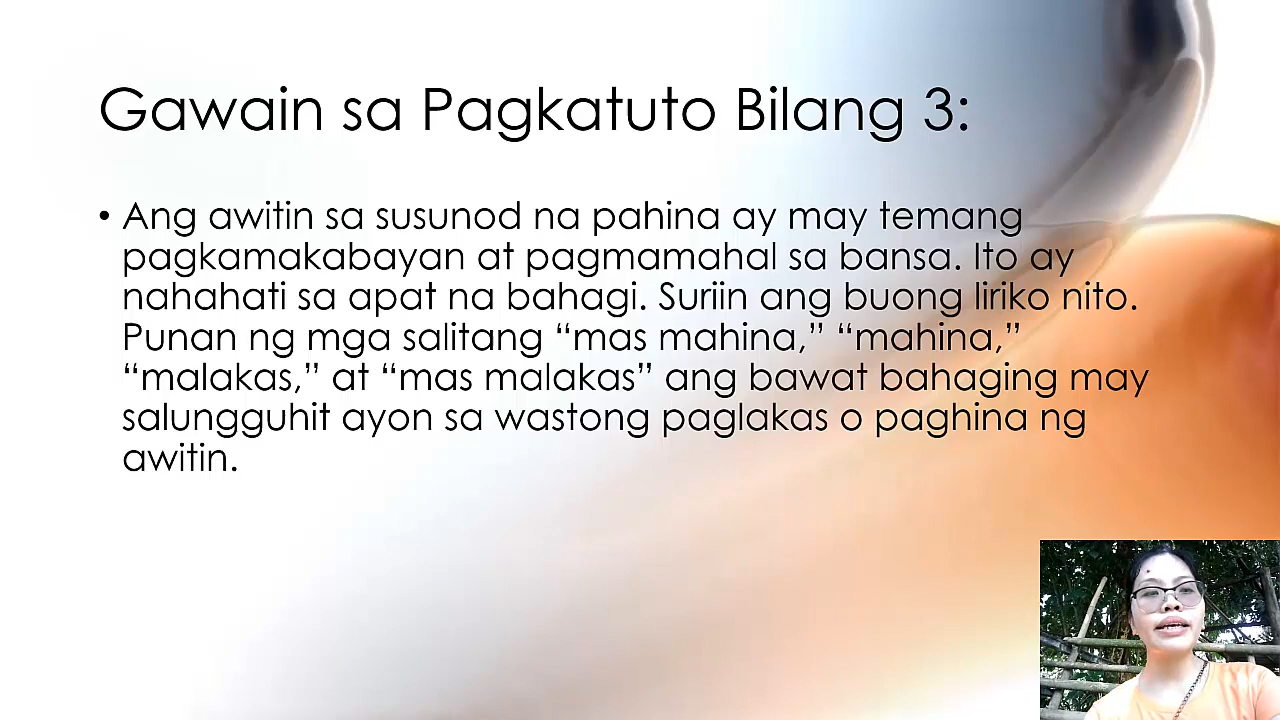 Gawain sa Pagkatuto Bilang 3:
• Ang awitin sa susunod na pahina ay may temang
pagkamakabayan at pagmamahal sa bansa. Ito ay
nahahati sa apat na bahagi. Suriin ang buong liriko nito.
Punan ng mga salitang “mas mahina,” “mahina,”
“malakas,” at “mas malakas” ang bawat bahaging may
salungguhit ayon sa wastong paglakas o paghina ng
awitin.